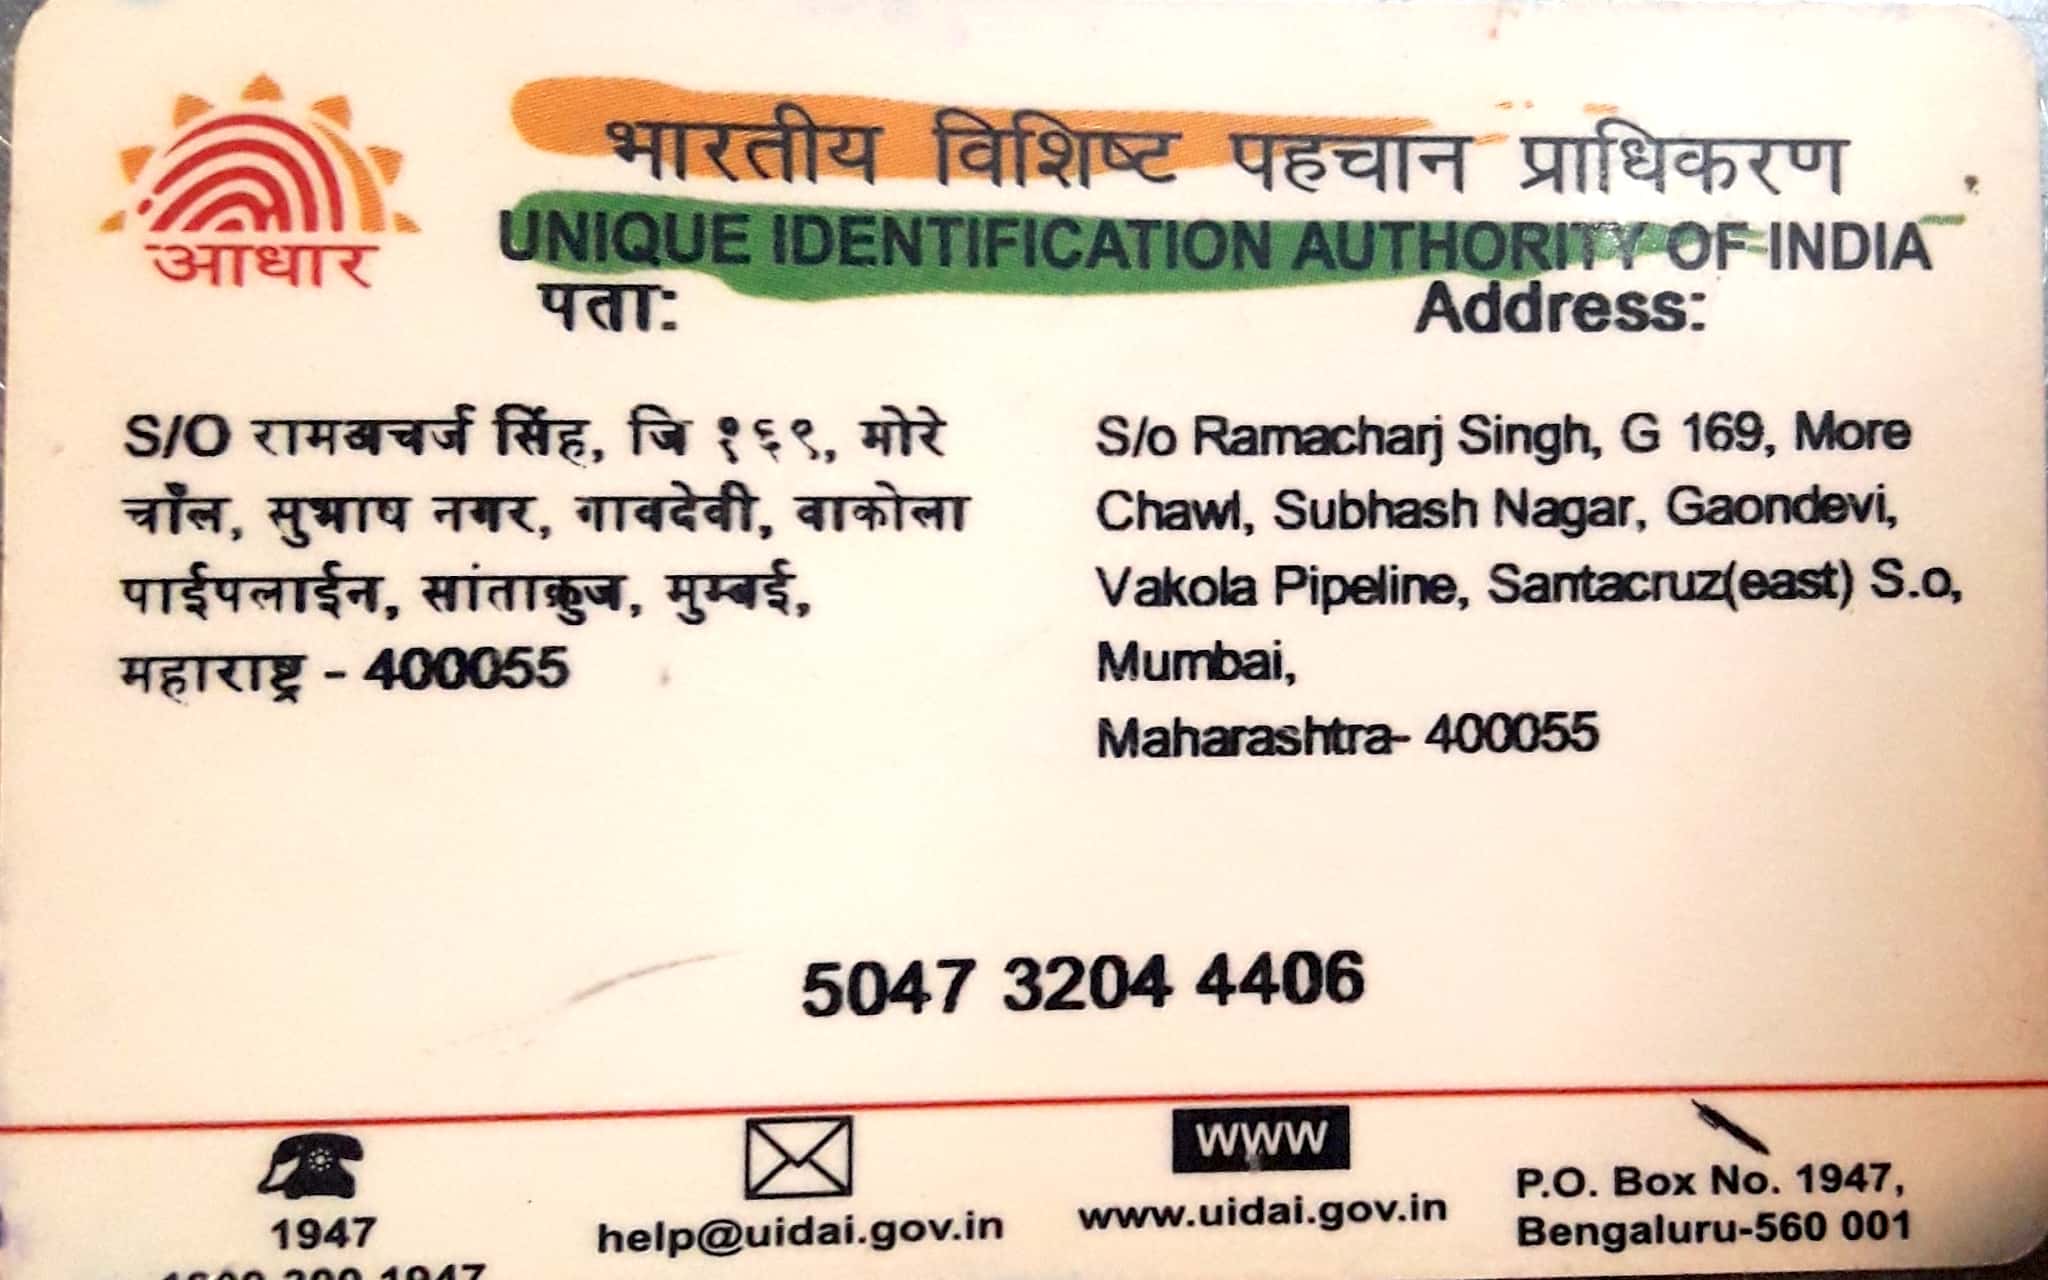 आधार
भारतीय विशिष्ट पहचान प्राधिकरण
UNIQUE IDENTIFICATION AUTHORITY OF INDIA
पता:
S/O रामबचर्ज सिंह, जि १६९, मोरे
चाँल, सुभाष नगर, गावदेवी, वाकोला
पाईपलाईन, सांताक्रुज, मुम्बई,
महाराष्ट्र - 400055
Address:
S/o Ramacharj Singh, G 169, More
Chawl, Subhash Nagar, Gaondevi,
Vakola Pipeline, Santacruz(east) S.o,
Mumbai,
Maharashtra- 400055
5047 3204 4406
1947
help@uidai.gov.in
www
www.uidai.gov.in
P.O. Box No. 1947,
Bengaluru-560 001